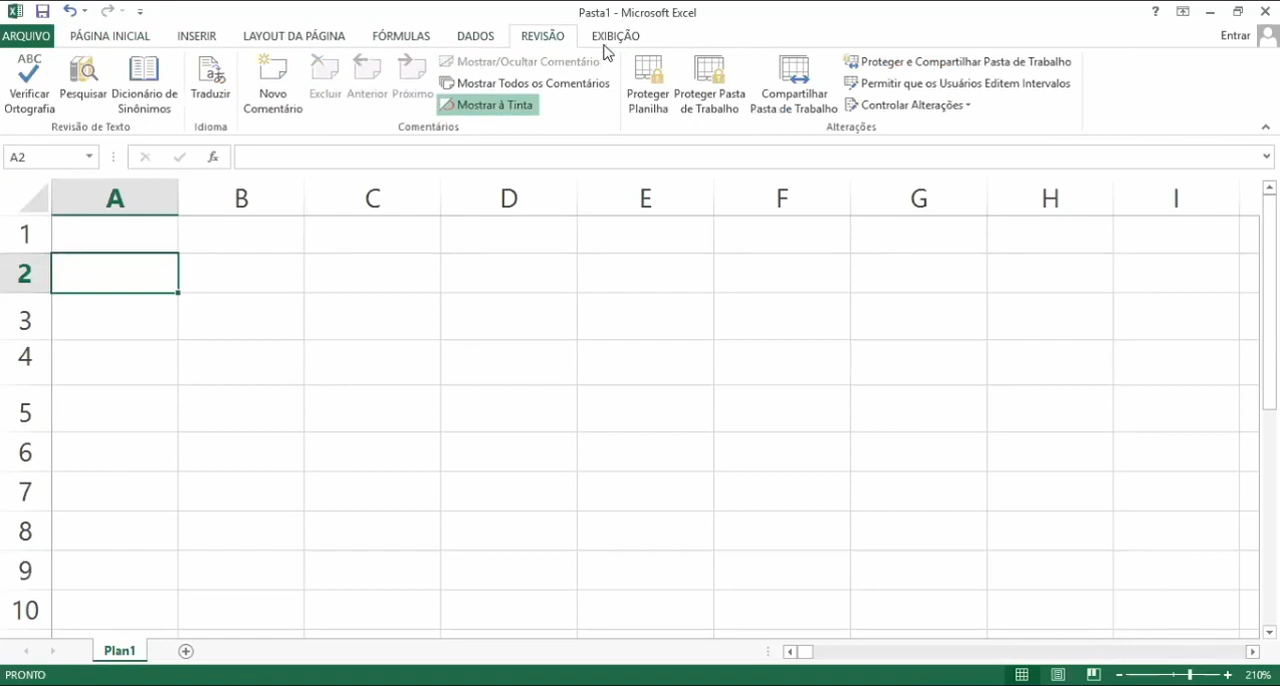 Pasta1 - Microsoft Excel
?
ARQUIVO PÁGINA INICIAL INSERIR LAYOUT DA PÁGINA FÓRMULAS DADOS REVISÃO EXIBIÇÃO Entrar
ABC
Verificar Ortografia
Pesquisar
Dicionário de Sinônimos
Revisão de Texto
Traduzir
Idioma
Novo Comentário
Excluir
Anterior
Próximo
Mostrar/Ocultar Comentário
Mostrar Todos os Comentários
Mostrar à Tinta
Comentários
Proteger Planilha
Proteger Pasta de Trabalho
Compartilhar Pasta de Trabalho
Proteger e Compartilhar Pasta de Trabalho
Permitir que os Usuários Editem Intervalos
Controlar Alterações
Alterações
A2
fx
A B C D E F G H I
1
2
3
4
5
6
7
8
9
10
Plan1
PRONTO
210%